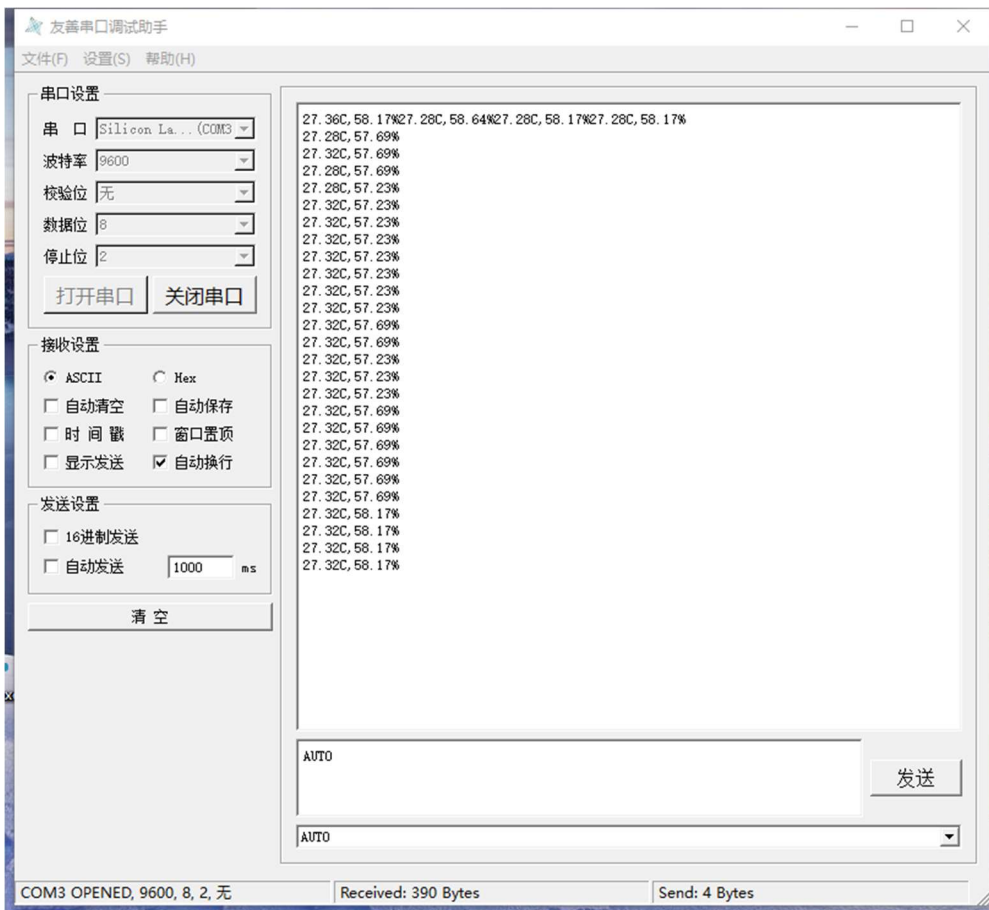 友善串口调试助手
文件(F) 设置(S) 帮助(H)
串口设置
串 口 Silicon La...(COM3
波特率 9600
校验位 无
数据位 8
停止位 2
打开串口 关闭串口
接收设置
ASCII Hex
自动清空 自动保存
时 间 戳 窗口置顶
显示发送 自动换行
发送设置
16进制发送
自动发送 1000 ms
清 空
27.36C,58.17%27.28C,58.64%27.28C,58.17%27.28C,58.17%
27.28C,57.69%
27.32C,57.69%
27.28C,57.69%
27.28C,57.23%
27.32C,57.23%
27.32C,57.23%
27.32C,57.23%
27.32C,57.23%
27.32C,57.23%
27.32C,57.23%
27.32C,57.23%
27.32C,57.69%
27.32C,57.69%
27.32C,57.23%
27.32C,57.23%
27.32C,57.23%
27.32C,57.69%
27.32C,57.69%
27.32C,57.69%
27.32C,57.69%
27.32C,57.69%
27.32C,57.69%
27.32C,58.17%
27.32C,58.17%
27.32C,58.17%
27.32C,58.17%
AUTO
发送
AUTO
COM3 OPENED, 9600, 8, 2, 无 Received: 390 Bytes Send: 4 Bytes